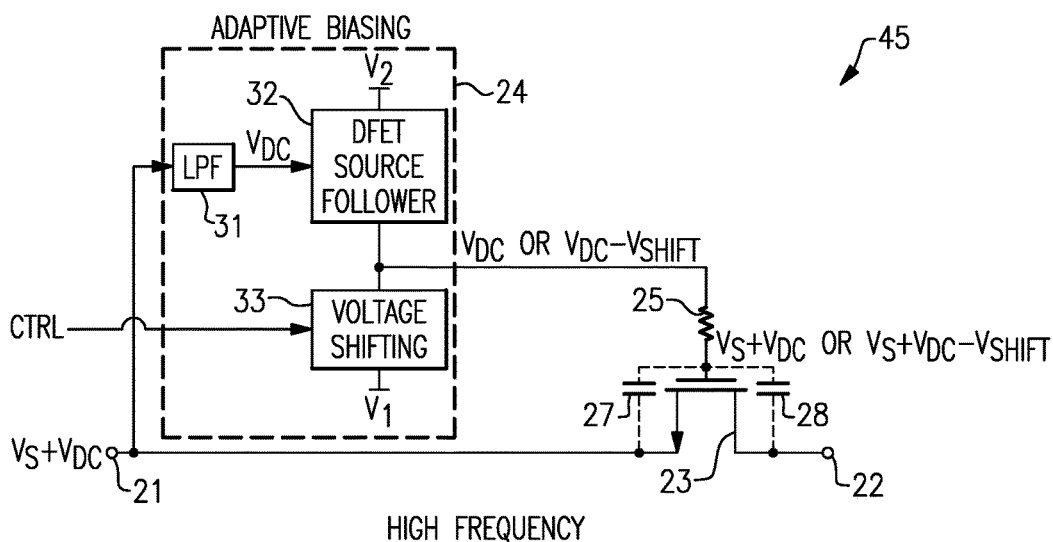 ADAPTIVE BIASING
45
V2
24
32
DFET
SOURCE
FOLLOWER
VDC
LPF
31
VDC OR VDC-VSHIFT
33
VOLTAGE
SHIFTING
CTRL
25
VS+VDC OR VS+VDC-VSHIFT
V1
27
28
VS+VDC
21
23
22
HIGH FREQUENCY